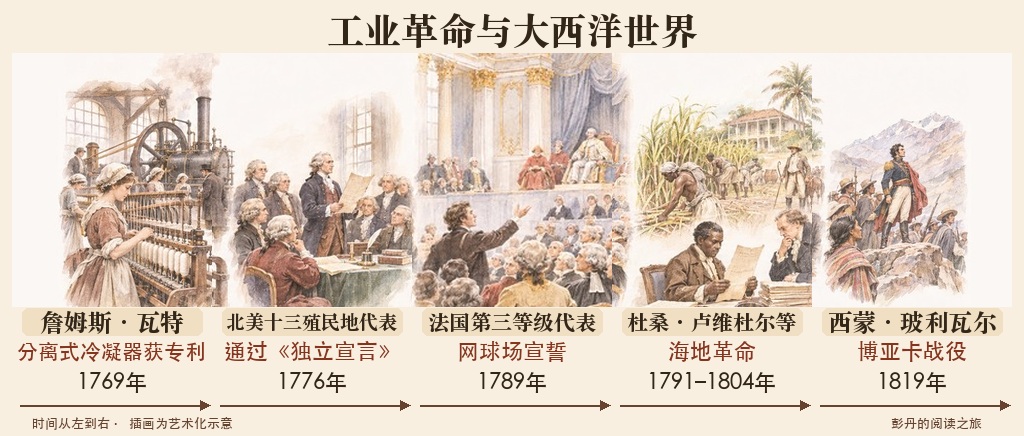 工业革命与大西洋世界
詹姆斯·瓦特
分离式冷凝器获专利
1769年
北美十三殖民地代表
通过《独立宣言》
1776年
法国第三等级代表
网球场宣誓
1789年
杜桑·卢维杜尔等
海地革命
1791–1804年
西蒙·玻利瓦尔
博亚卡战役
1819年
时间从左到右· 插画为艺术化示意
彭丹的阅读之旅